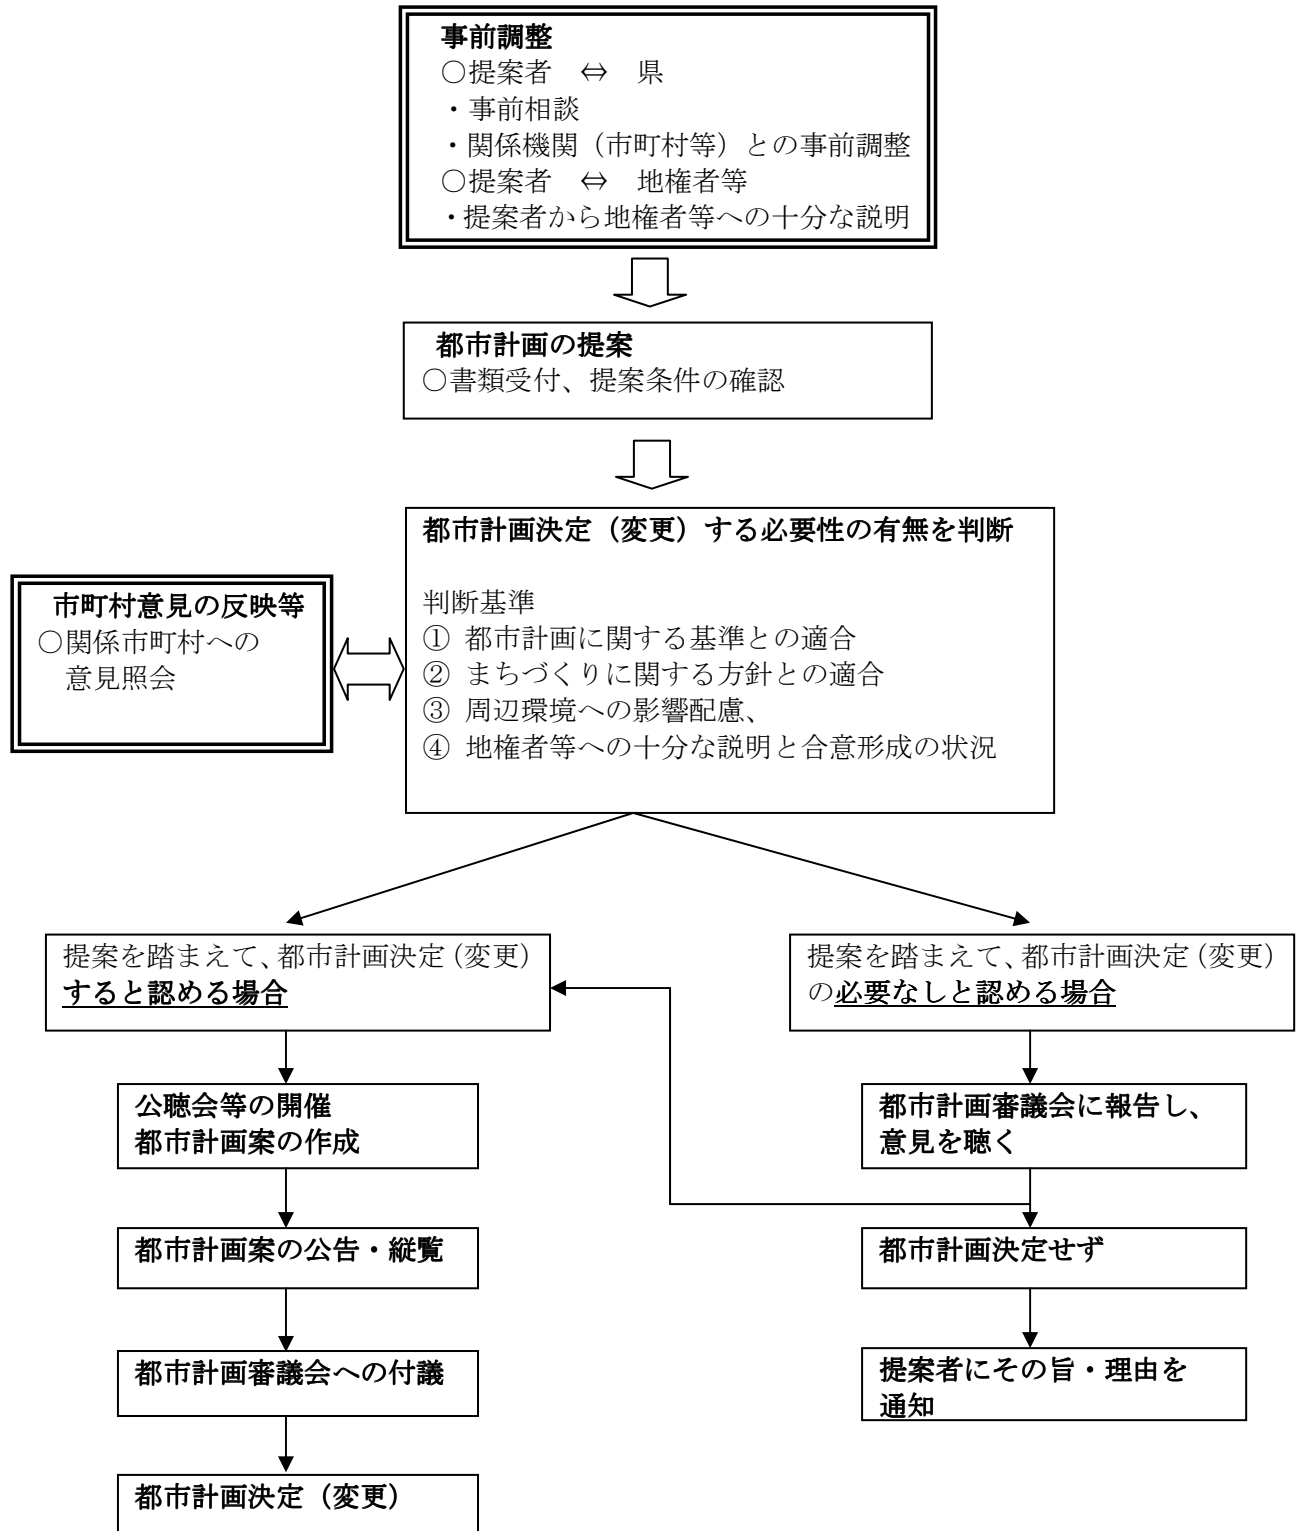 事前調整
○提案者　⇔　県
・事前相談
・関係機関（市町村等）との事前調整
○提案者　⇔　地権者等
・提案者から地権者等への十分な説明
都市計画の提案
○書類受付、提案条件の確認
都市計画決定（変更）する必要性の有無を判断
判断基準
① 都市計画に関する基準との適合
② まちづくりに関する方針との適合
③ 周辺環境への影響配慮、
④ 地権者等への十分な説明と合意形成の状況
市町村意見の反映等
○関係市町村への
意見照会
提案を踏まえて、都市計画決定（変更）
すると認める場合
提案を踏まえて、都市計画決定（変更）
の必要なしと認める場合
公聴会等の開催
都市計画案の作成
都市計画審議会に報告し、
意見を聴く
都市計画案の公告・縦覧
都市計画決定せず
都市計画審議会への付議
提案者にその旨・理由を
通知
都市計画決定（変更）